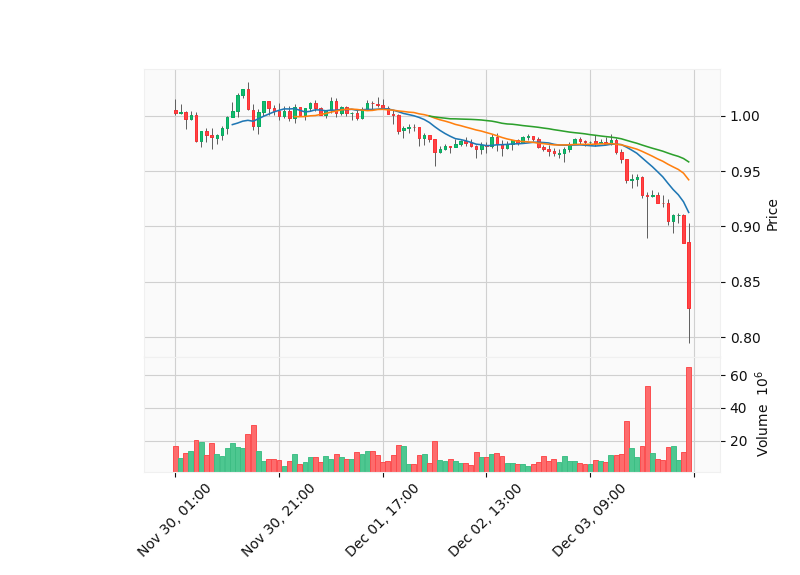 1.00
0.95
0.90
0.85
0.80
Price
60
40
20
Volume 10^6
Nov 30, 01:00
Nov 30, 21:00
Dec 01, 17:00
Dec 02, 13:00
Dec 03, 09:00